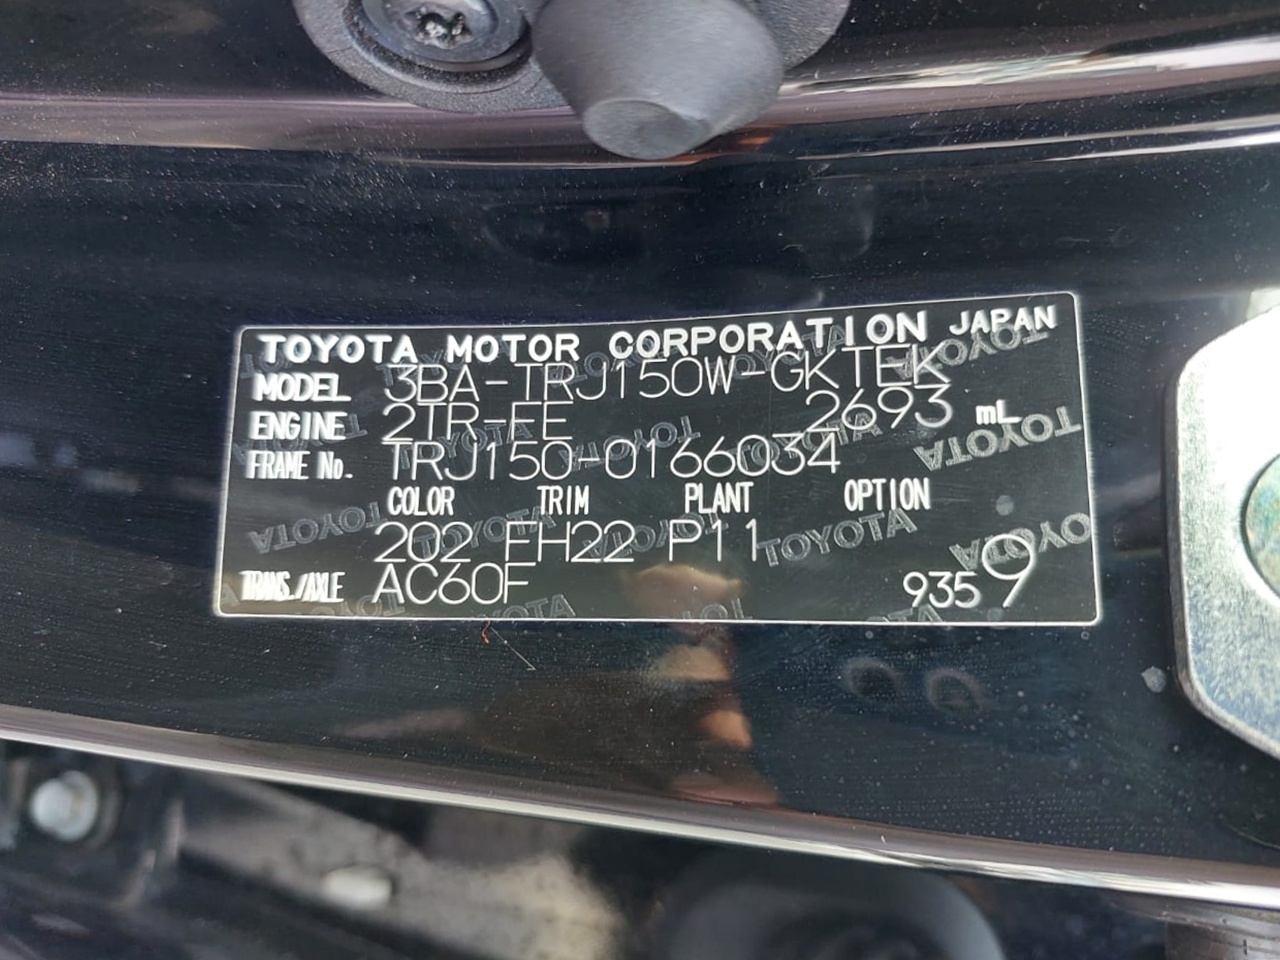 TOYOTA MOTOR CORPORATION JAPAN
MODEL 3BA-TRJ150W-GKTEK
ENGINE 2TR-FE 2693 mL
FRAME No. TRJ150-0166034
COLOR TRIM PLANT OPTION
202 FH22 P11
TRANS./AXLE AC60F 9359